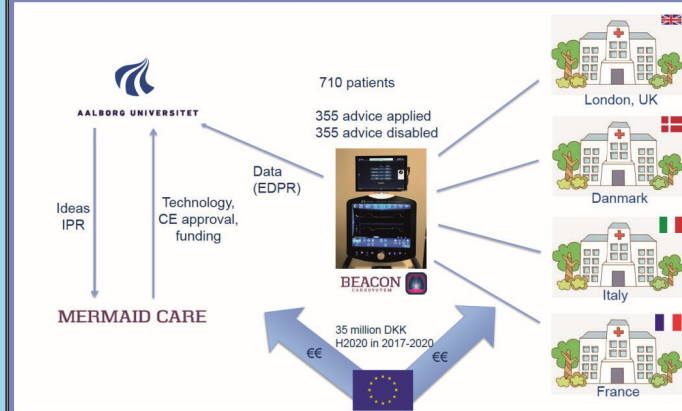 AALBORG UNIVERSITET
Ideas
IPR
Technology,
CE approval,
funding
MERMAID CARE
Data
(EDPR)
710 patients
355 advice applied
355 advice disabled
BEACON
CARESYSTEM
35 million DKK
H2020 in 2017-2020
€€
€€
London, UK
Danmark
Italy
France